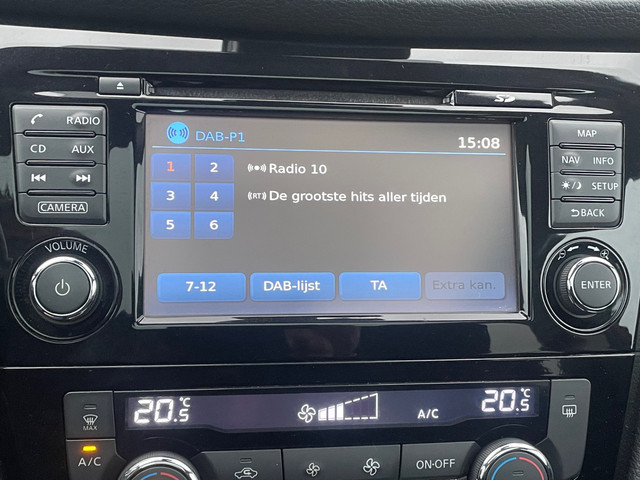 DAB-P1
15:08
1 2
3 4
5 6
Radio 10
RT De grootste hits aller tijden
7-12 DAB-lijst TA Extra kan.
RADIO
CD AUX
CAMERA
VOLUME
SD
MAP
NAV INFO
SETUP
BACK
ENTER
20.5 °C
A/C
20.5 °C
MAX
A/C
ON·OFF